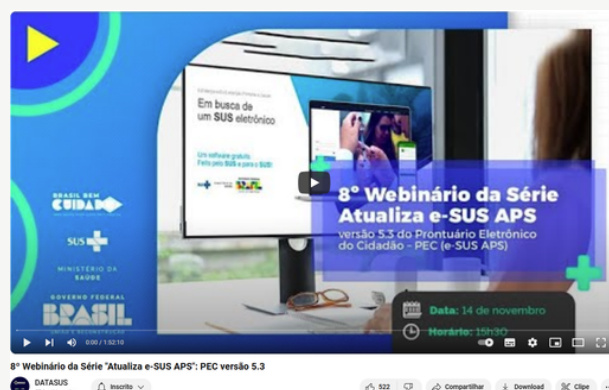 Em busca de
um SUS eletrônico
Um software gratuito
Feito pelo SUS e para o SUS!
BRASIL BEM
CUIDADO
SUS
MINISTÉRIO DA
SAÚDE
GOVERNO FEDERAL
BRASIL
UNIÃO E RECONSTRUÇÃO
8º Webinário da Série
Atualiza e-SUS APS
versão 5.3 do Prontuário Eletrônico
do Cidadão - PEC (e-SUS APS)
Data: 14 de novembro
Horário: 15h30
0:00 / 1:52:10
8º Webinário da Série "Atualiza e-SUS APS": PEC versão 5.3
DATASUS
Inscrito
522
Compartilhar
Download
Clipe